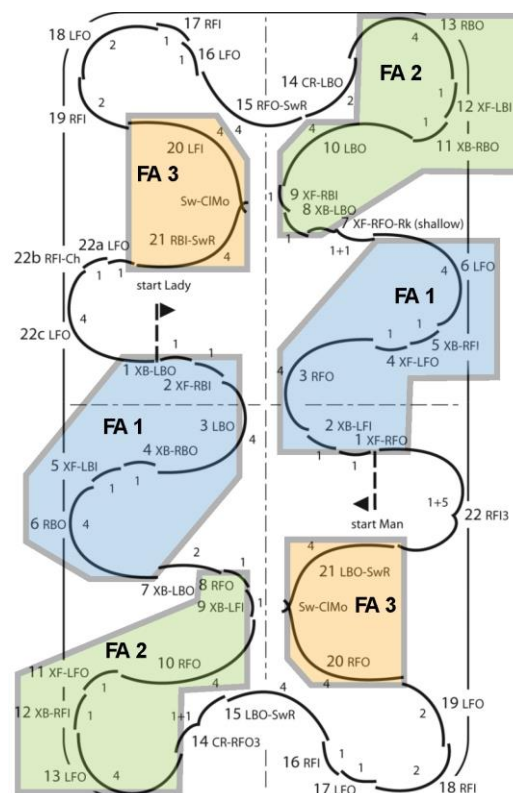 18 LFO
17 RFI
13 RBO
2
1
1
16 LFO
4
FA 2
14 CR-LBO
2
15 RFO-SwR
12 XF-LBI
19 RFI
2
4
4
4
1
1
11 XB-RBO
20 LFI
10 LBO
FA 3
9 XF-RBI
8 XB-LBO
Sw-ClMo
1
1
1
7 XF-RFO-Rk (shallow)
21 RBI-SwR
22a LFO
1+1
22b RFI-Ch
1
1
4
4
6 LFO
start Lady
FA 1
4
22c LFO
1
1
5 XB-RFI
4 XF-LFO
1 XB-LBO
1
1
2 XF-RBI
4
3 RFO
FA 1
3 LBO
4
2 XB-LFI
1 XF-RFO
4 XB-RBO
5 XF-LBI
1
1
1
1
1+5
22 RFI3
6 RBO
4
start Man
4
21 LBO-SwR
2
7 XB-LBO
8 RFO
9 XB-LFI
1
Sw-ClMo
FA 3
FA 2
11 XF-LFO
10 RFO
20 RFO
12 XB-RFI
1
1
4
4
4
4
19 LFO
1+1
15 LBO-SwR
2
14 CR-RFO3
16 RFI
1
1
13 LFO
4
17 LFO
2
18 RFI